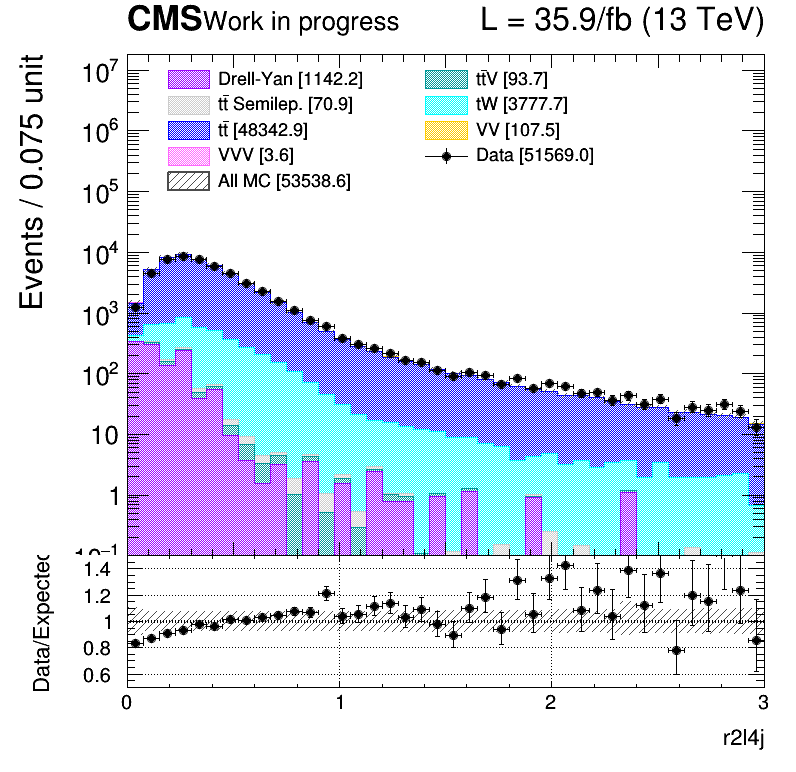 CMS Work in progress L = 35.9/fb (13 TeV)
Events / 0.075 unit
10⁷
10⁶
10⁵
10⁴
10³
10²
10
1
10⁻¹
Drell-Yan [1142.2]
tt̄ Semilep. [70.9]
tt̄ [48342.9]
VVV [3.6]
All MC [53538.6]
tt̄V [93.7]
tW [3777.7]
VV [107.5]
Data [51569.0]
Data/Expected
1.4
1.2
1
0.8
0.6
0 1 2 3
r2l4j